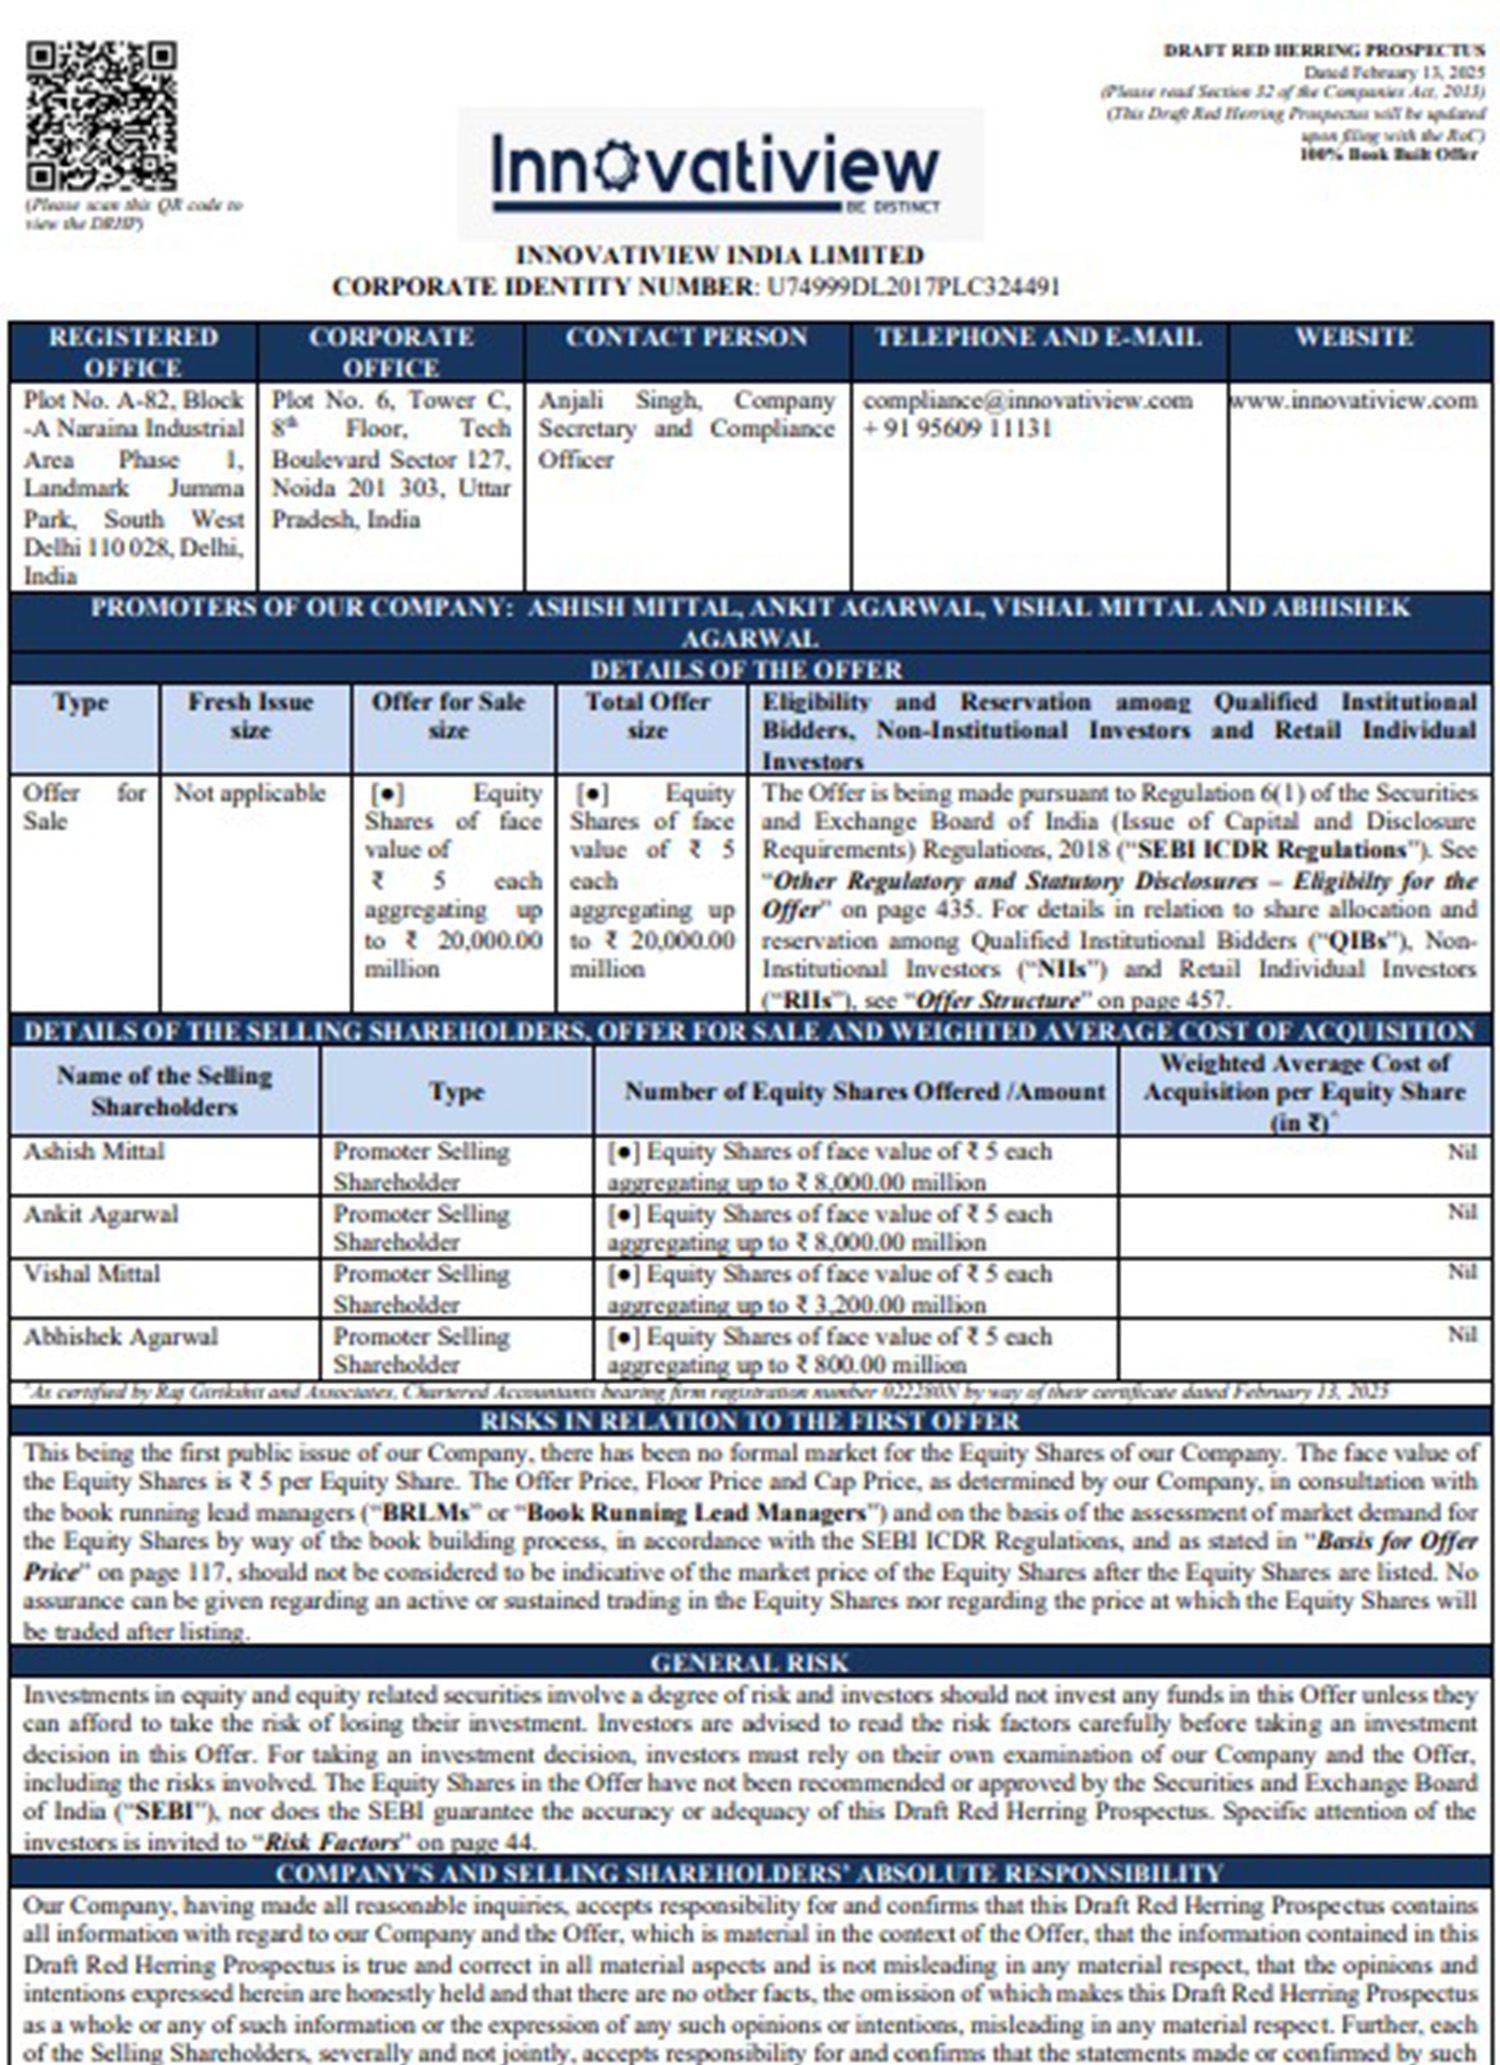 DRAFT RED HERRING PROSPECTUS
Dated February 13, 2025
(Please read Section 32 of the Companies Act, 2013)
(This Draft Red Herring Prospectus will be updated
upon filing with the RoC)
100% Book Built Offer
(Please scan this QR code to
view the DRHP)
Innovatiview
BE DISTINCT
INNOVATIVIEW INDIA LIMITED
CORPORATE IDENTITY NUMBER: U74999DL2017PLC324491
REGISTERED
OFFICE
CORPORATE
OFFICE
CONTACT PERSON
TELEPHONE AND E-MAIL
WEBSITE
Plot No. A-82, Block
-A Naraina Industrial
Area Phase 1,
Landmark Jumma
Park, South West
Delhi 110 028, Delhi,
India
Plot No. 6, Tower C,
8th Floor, Tech
Boulevard Sector 127,
Noida 201 303, Uttar
Pradesh, India
Anjali Singh, Company
Secretary and Compliance
Officer
compliance@innovatiview.com
+ 91 95609 11131
www.innovatiview.com
PROMOTERS OF OUR COMPANY: ASHISH MITTAL, ANKIT AGARWAL, VISHAL MITTAL AND ABHISHEK
AGARWAL
DETAILS OF THE OFFER
Type
Fresh Issue
size
Offer for Sale
size
Total Offer
size
Eligibility and Reservation among Qualified Institutional
Bidders, Non-Institutional Investors and Retail Individual
Investors
Offer for
Sale
Not applicable
[●] Equity
Shares of face
value of
₹ 5 each
aggregating up
to ₹ 20,000.00
million
[●] Equity
Shares of face
value of ₹ 5
each
aggregating up
to ₹ 20,000.00
million
The Offer is being made pursuant to Regulation 6(1) of the Securities
and Exchange Board of India (Issue of Capital and Disclosure
Requirements) Regulations, 2018 (“SEBI ICDR Regulations”). See
“Other Regulatory and Statutory Disclosures – Eligibilty for the
Offer” on page 435. For details in relation to share allocation and
reservation among Qualified Institutional Bidders (“QIBs”), Non-
Institutional Investors (“NIIs”) and Retail Individual Investors
(“RIIs”), see “Offer Structure” on page 457.
DETAILS OF THE SELLING SHAREHOLDERS, OFFER FOR SALE AND WEIGHTED AVERAGE COST OF ACQUISITION
Name of the Selling
Shareholders
Type
Number of Equity Shares Offered /Amount
Weighted Average Cost of
Acquisition per Equity Share
(in ₹)^
Ashish Mittal
Promoter Selling
Shareholder
[●] Equity Shares of face value of ₹ 5 each
aggregating up to ₹ 8,000.00 million
Nil
Ankit Agarwal
Promoter Selling
Shareholder
[●] Equity Shares of face value of ₹ 5 each
aggregating up to ₹ 8,000.00 million
Nil
Vishal Mittal
Promoter Selling
Shareholder
[●] Equity Shares of face value of ₹ 5 each
aggregating up to ₹ 3,200.00 million
Nil
Abhishek Agarwal
Promoter Selling
Shareholder
[●] Equity Shares of face value of ₹ 5 each
aggregating up to ₹ 800.00 million
Nil
^As certified by Raj Girikshit and Associates, Chartered Accountants bearing firm registration number 022280N by way of their certificate dated February 13, 2025
RISKS IN RELATION TO THE FIRST OFFER
This being the first public issue of our Company, there has been no formal market for the Equity Shares of our Company. The face value of
the Equity Shares is ₹ 5 per Equity Share. The Offer Price, Floor Price and Cap Price, as determined by our Company, in consultation with
the book running lead managers (“BRLMs” or “Book Running Lead Managers”) and on the basis of the assessment of market demand for
the Equity Shares by way of the book building process, in accordance with the SEBI ICDR Regulations, and as stated in “Basis for Offer
Price” on page 117, should not be considered to be indicative of the market price of the Equity Shares after the Equity Shares are listed. No
assurance can be given regarding an active or sustained trading in the Equity Shares nor regarding the price at which the Equity Shares will
be traded after listing.
GENERAL RISK
Investments in equity and equity related securities involve a degree of risk and investors should not invest any funds in this Offer unless they
can afford to take the risk of losing their investment. Investors are advised to read the risk factors carefully before taking an investment
decision in this Offer. For taking an investment decision, investors must rely on their own examination of our Company and the Offer,
including the risks involved. The Equity Shares in the Offer have not been recommended or approved by the Securities and Exchange Board
of India (“SEBI”), nor does the SEBI guarantee the accuracy or adequacy of this Draft Red Herring Prospectus. Specific attention of the
investors is invited to “Risk Factors” on page 44.
COMPANY’S AND SELLING SHAREHOLDERS’ ABSOLUTE RESPONSIBILITY
Our Company, having made all reasonable inquiries, accepts responsibility for and confirms that this Draft Red Herring Prospectus contains
all information with regard to our Company and the Offer, which is material in the context of the Offer, that the information contained in this
Draft Red Herring Prospectus is true and correct in all material aspects and is not misleading in any material respect, that the opinions and
intentions expressed herein are honestly held and that there are no other facts, the omission of which makes this Draft Red Herring Prospectus
as a whole or any of such information or the expression of any such opinions or intentions, misleading in any material respect. Further, each
of the Selling Shareholders, severally and not jointly, accepts responsibility for and confirms that the statements made or confirmed by such